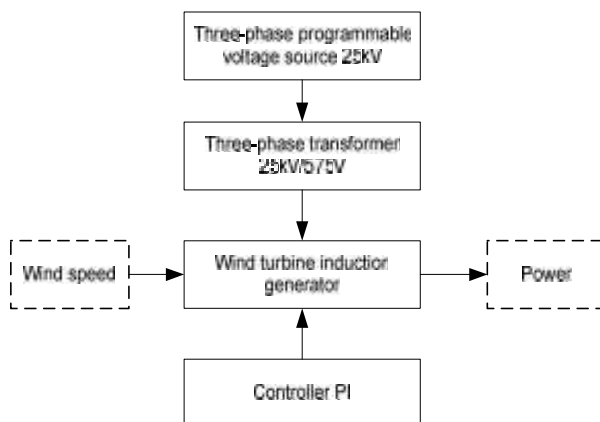 Three-phase programmable
voltage source 25kV
Three-phase transformer
25kV/575V
Wind speed
Wind turbine induction
generator
Power
Controller PI